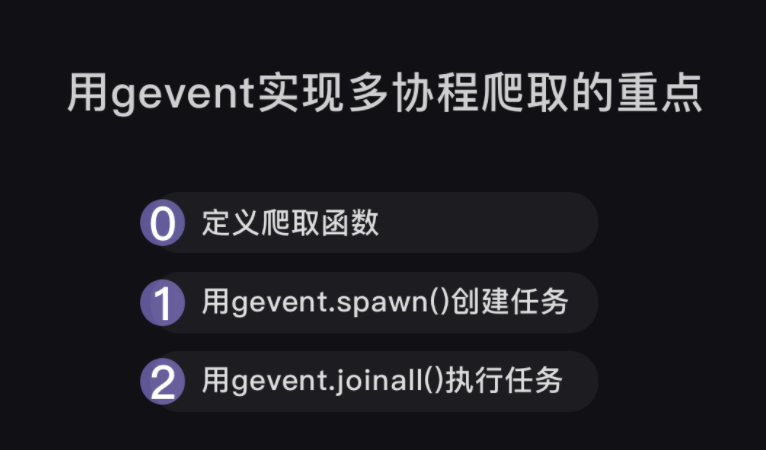 用gevent实现多协程爬取的重点
0 定义爬取函数
1 用gevent.spawn()创建任务
2 用gevent.joinall()执行任务